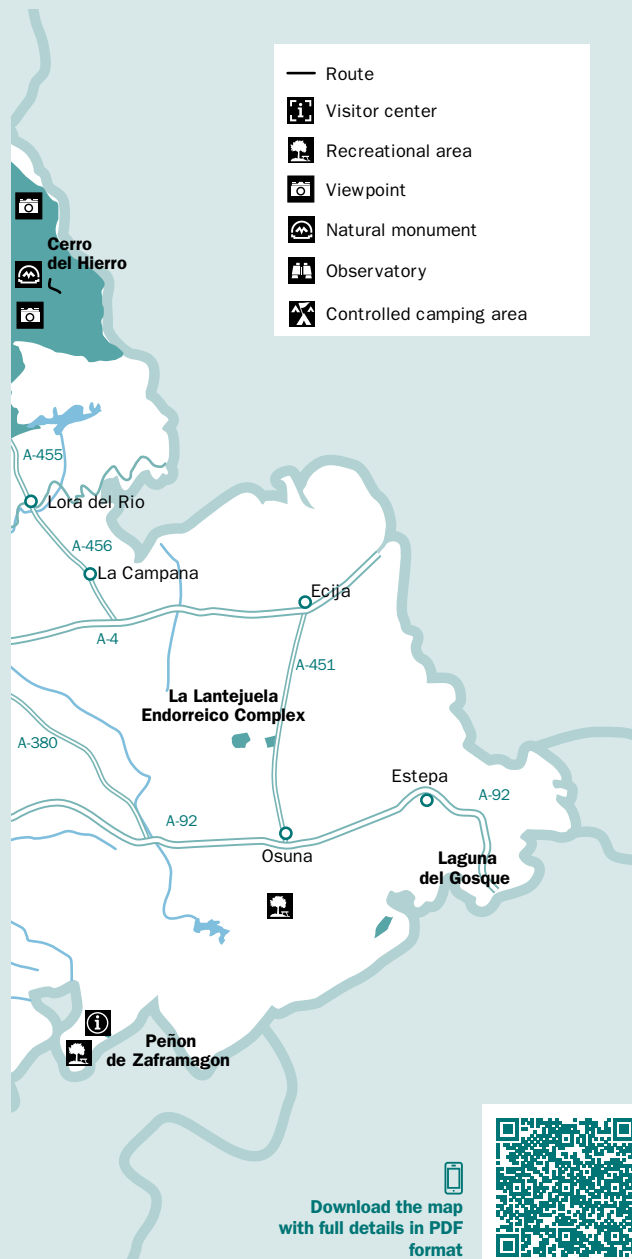 Route
Visitor center
Recreational area
Viewpoint
Natural monument
Observatory
Controlled camping area
Cerro
del Hierro
A-455
Lora del Rio
A-456
La Campana
Ecija
A-4
A-451
La Lantejuela
Endorreico Complex
A-380
Estepa
A-92
A-92
Osuna
Laguna
del Gosque
Peñon
de Zaframagon
Download the map
with full details in PDF
format